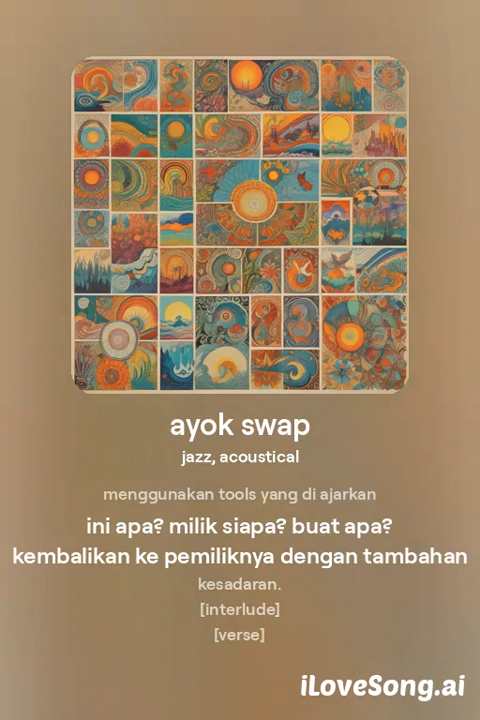 ayok swap
jazz, acoustical
menggunakan tools yang di ajarkan
ini apa? milik siapa? buat apa?
kembalikan ke pemiliknya dengan tambahan
kesadaran.
[interlude]
[verse]
iLoveSong.ai